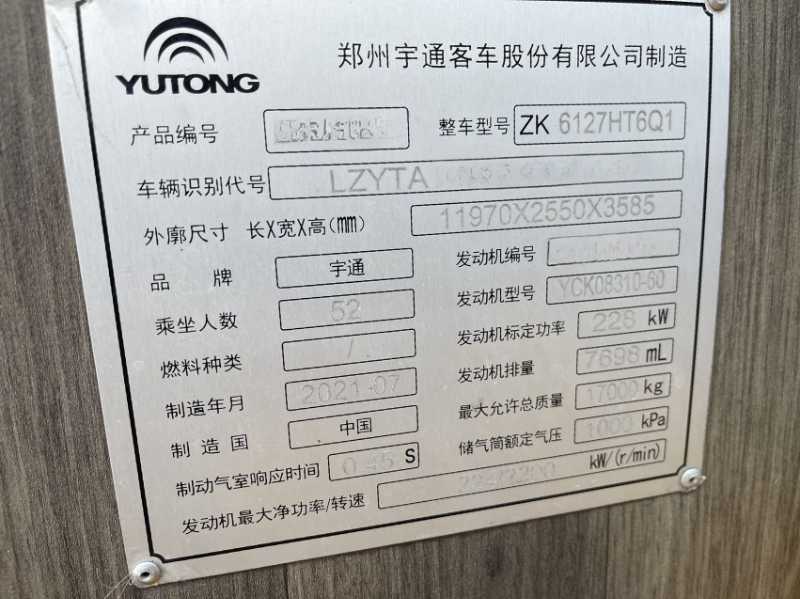 YUTONG
郑州宇通客车股份有限公司制造
产品编号
整车型号 ZK 6127HT6Q1
车辆识别代号 LZYTA
外廓尺寸 长X宽X高(mm) 11970X2550X3585
品牌 宇通
发动机编号
乘坐人数 52
发动机型号 YCK08310-60
燃料种类 /
发动机标定功率 228 kW
制造年月 2021-07
发动机排量 7698 mL
制造国 中国
最大允许总质量 17000 kg
制动气室响应时间 0.45 S
储气筒额定气压 1000 kPa
发动机最大净功率/转速 kW/(r/min)